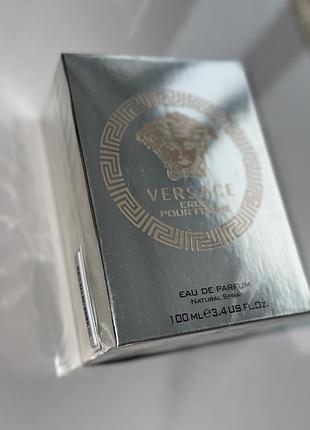 VERSACE
EROS
POUR FEMME
EAU DE PARFUM
NATURAL SPRAY
100 ML℮3.4 US FL.OZ.